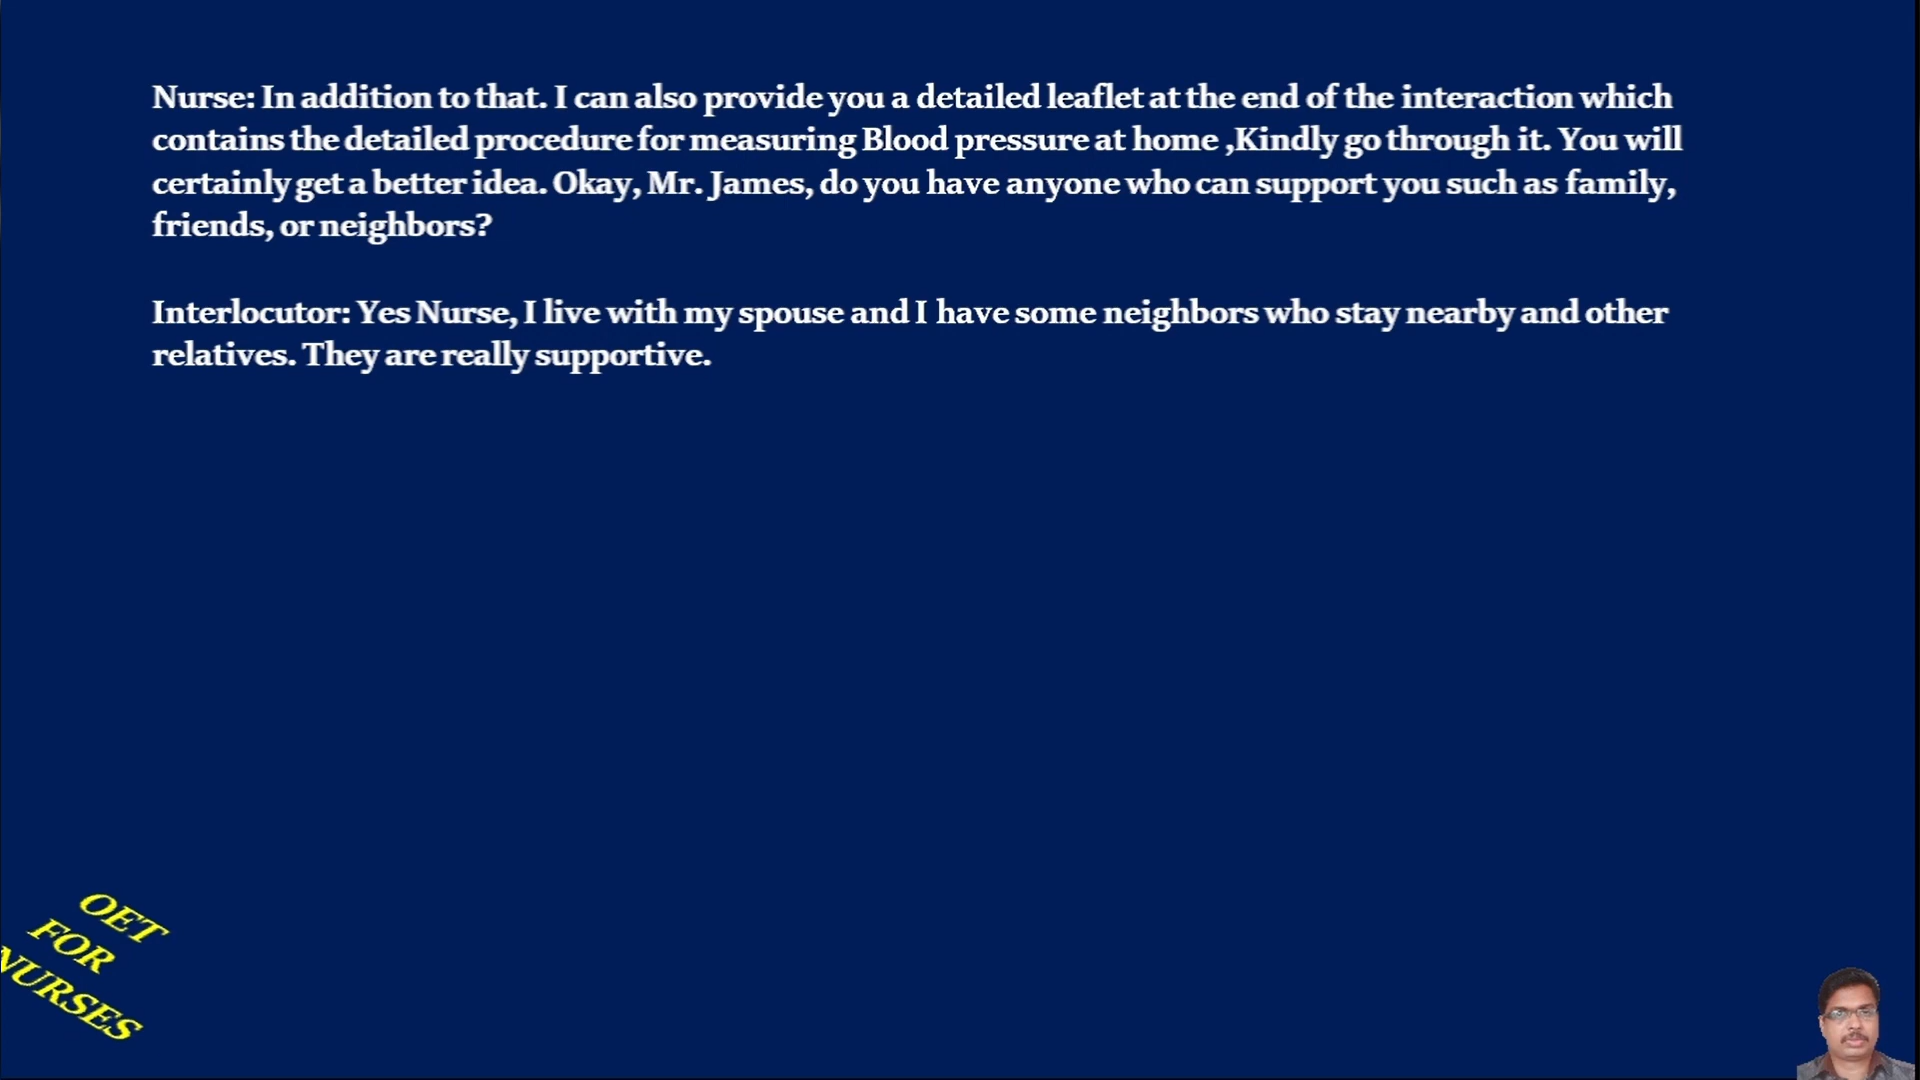 Nurse: In addition to that. I can also provide you a detailed leaflet at the end of the interaction which
contains the detailed procedure for measuring Blood pressure at home ,Kindly go through it. You will
certainly get a better idea. Okay, Mr. James, do you have anyone who can support you such as family,
friends, or neighbors?
Interlocutor: Yes Nurse, I live with my spouse and I have some neighbors who stay nearby and other
relatives. They are really supportive.
OET
FOR
NURSES